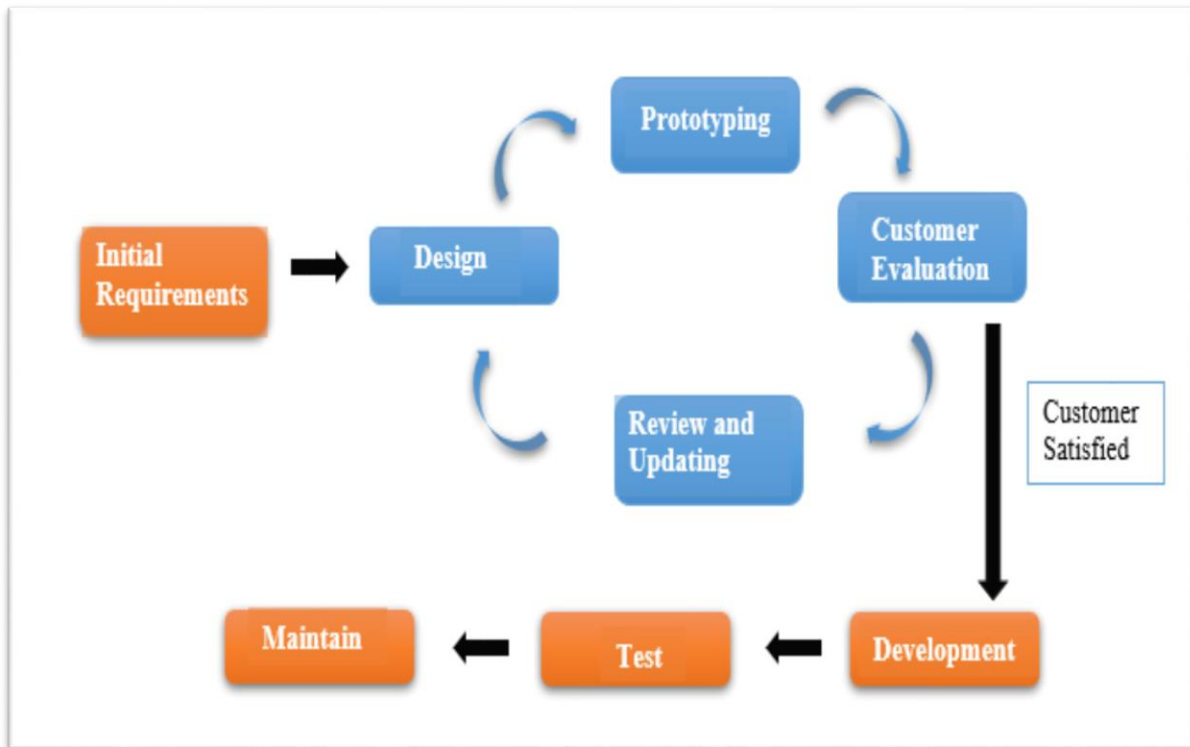 Prototyping
Customer
Evaluation
Initial
Requirements
Design
Review and
Updating
Customer
Satisfied
Maintain
Test
Development